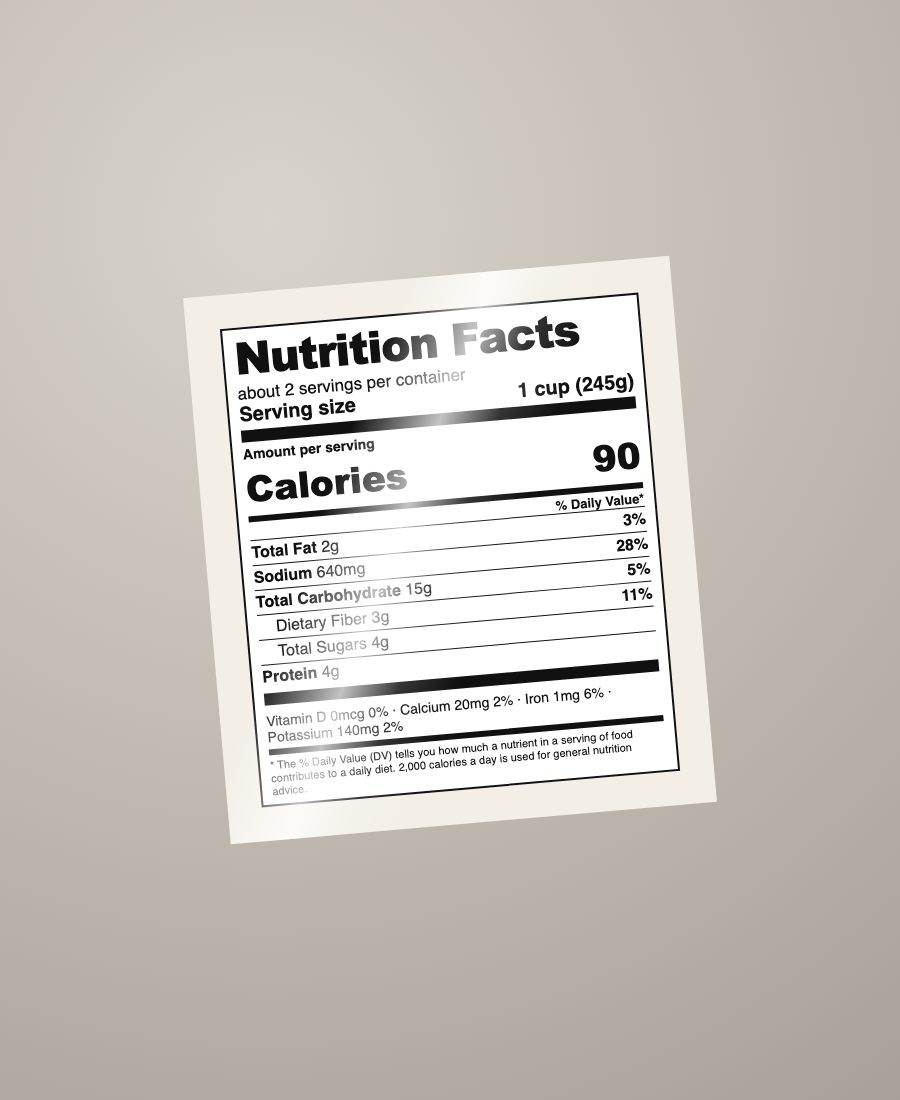 Nutrition Facts
about 2 servings per container
Serving size 1 cup (245g)
Amount per serving
Calories 90
% Daily Value*
Total Fat 2g 3%
Sodium 640mg 28%
Total Carbohydrate 15g 5%
Dietary Fiber 3g 11%
Total Sugars 4g
Protein 4g
Vitamin D 0mcg 0% · Calcium 20mg 2% · Iron 1mg 6% ·
Potassium 140mg 2%
* The % Daily Value (DV) tells you how much a nutrient in a serving of food
contributes to a daily diet. 2,000 calories a day is used for general nutrition
advice.